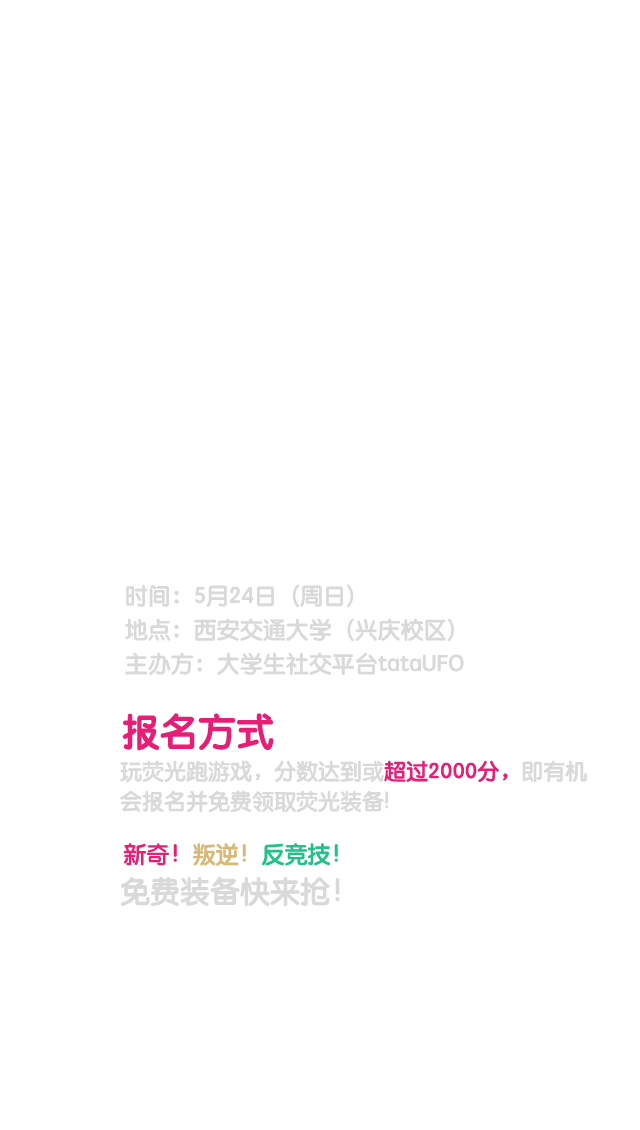 时间：5月24日（周日）
地点：西安交通大学（兴庆校区）
主办方：大学生社交平台tataUFO
报名方式
玩荧光跑游戏，分数达到或超过2000分，即有机
会报名并免费领取荧光装备!
新奇！叛逆！反竞技！
免费装备快来抢！